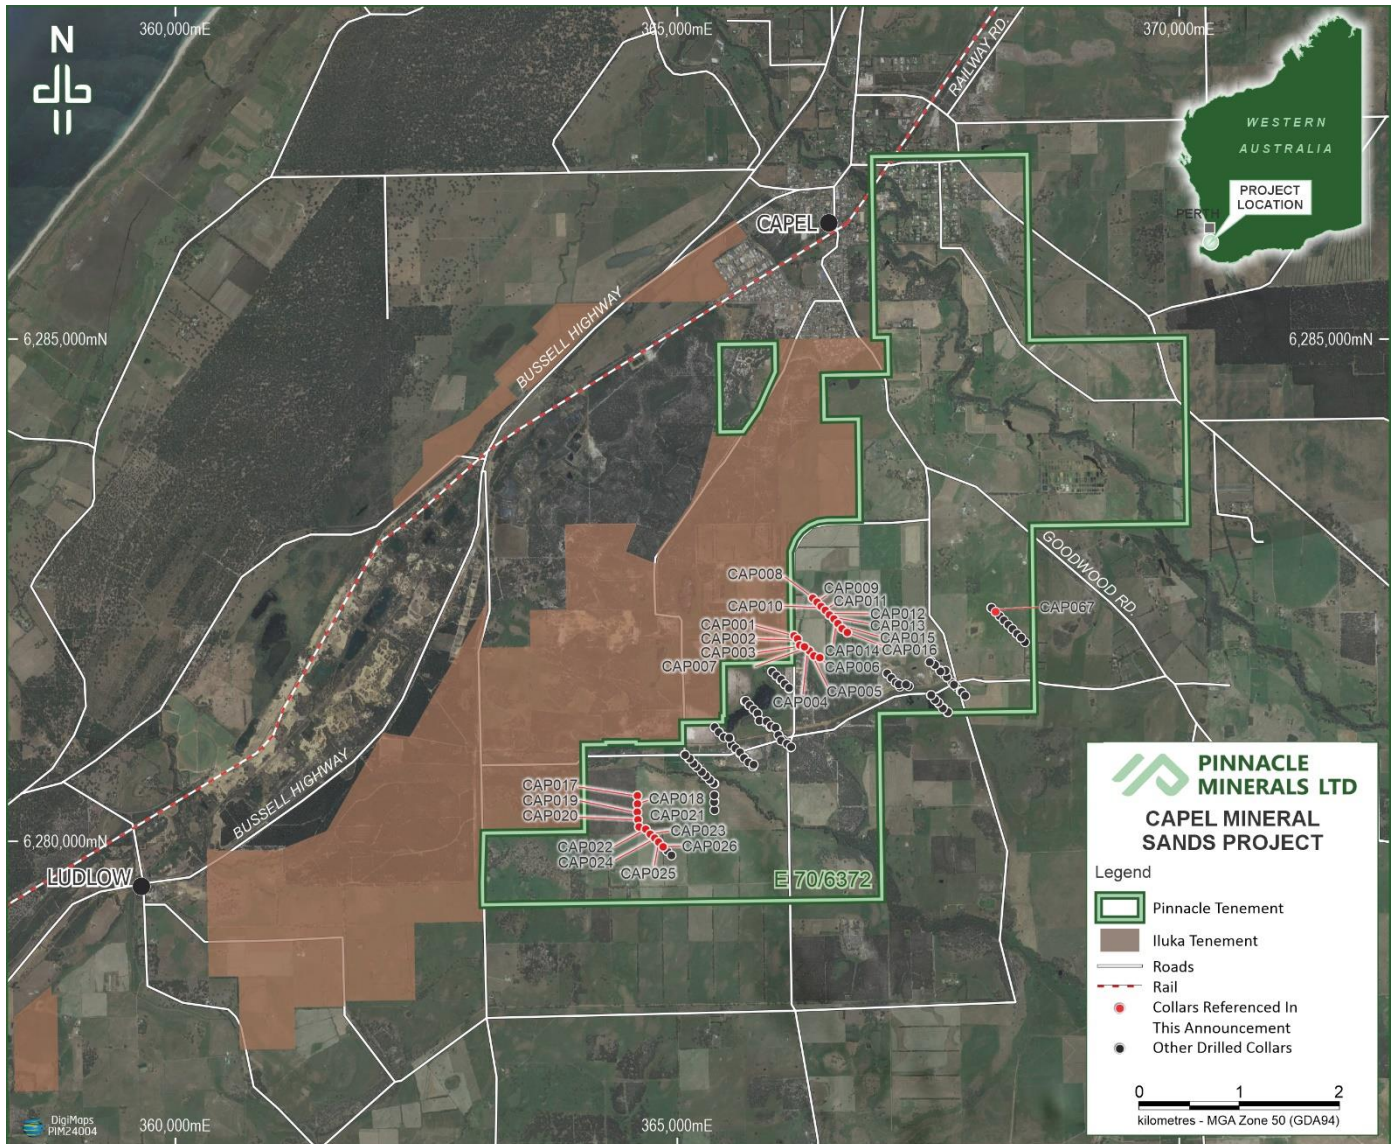 360,000mE
365,000mE
370,000mE
N
RAILWAY RD.
WESTERN
AUSTRALIA
PROJECT
LOCATION
PERTH
CAPEL
BUSSELL HIGHWAY
6,285,000mN
6,285,000mN
GOODWOOD RD.
CAP008
CAP009
CAP010
CAP011
CAP012
CAP013
CAP001
CAP002
CAP003
CAP007
CAP014
CAP015
CAP016
CAP006
CAP005
CAP004
CAP067
BUSSELL HIGHWAY
CAP017
CAP018
CAP019
CAP020
CAP021
CAP022
CAP023
CAP024
CAP025
CAP026
6,280,000mN
LUDLOW
E 70/6372
PINNACLE
MINERALS LTD
CAPEL MINERAL
SANDS PROJECT
Legend
Pinnacle Tenement
Iluka Tenement
Roads
Rail
Collars Referenced In
This Announcement
Other Drilled Collars
0 1 2
kilometres - MGA Zone 50 (GDA94)
DigiMaps
PIM24004
360,000mE
365,000mE